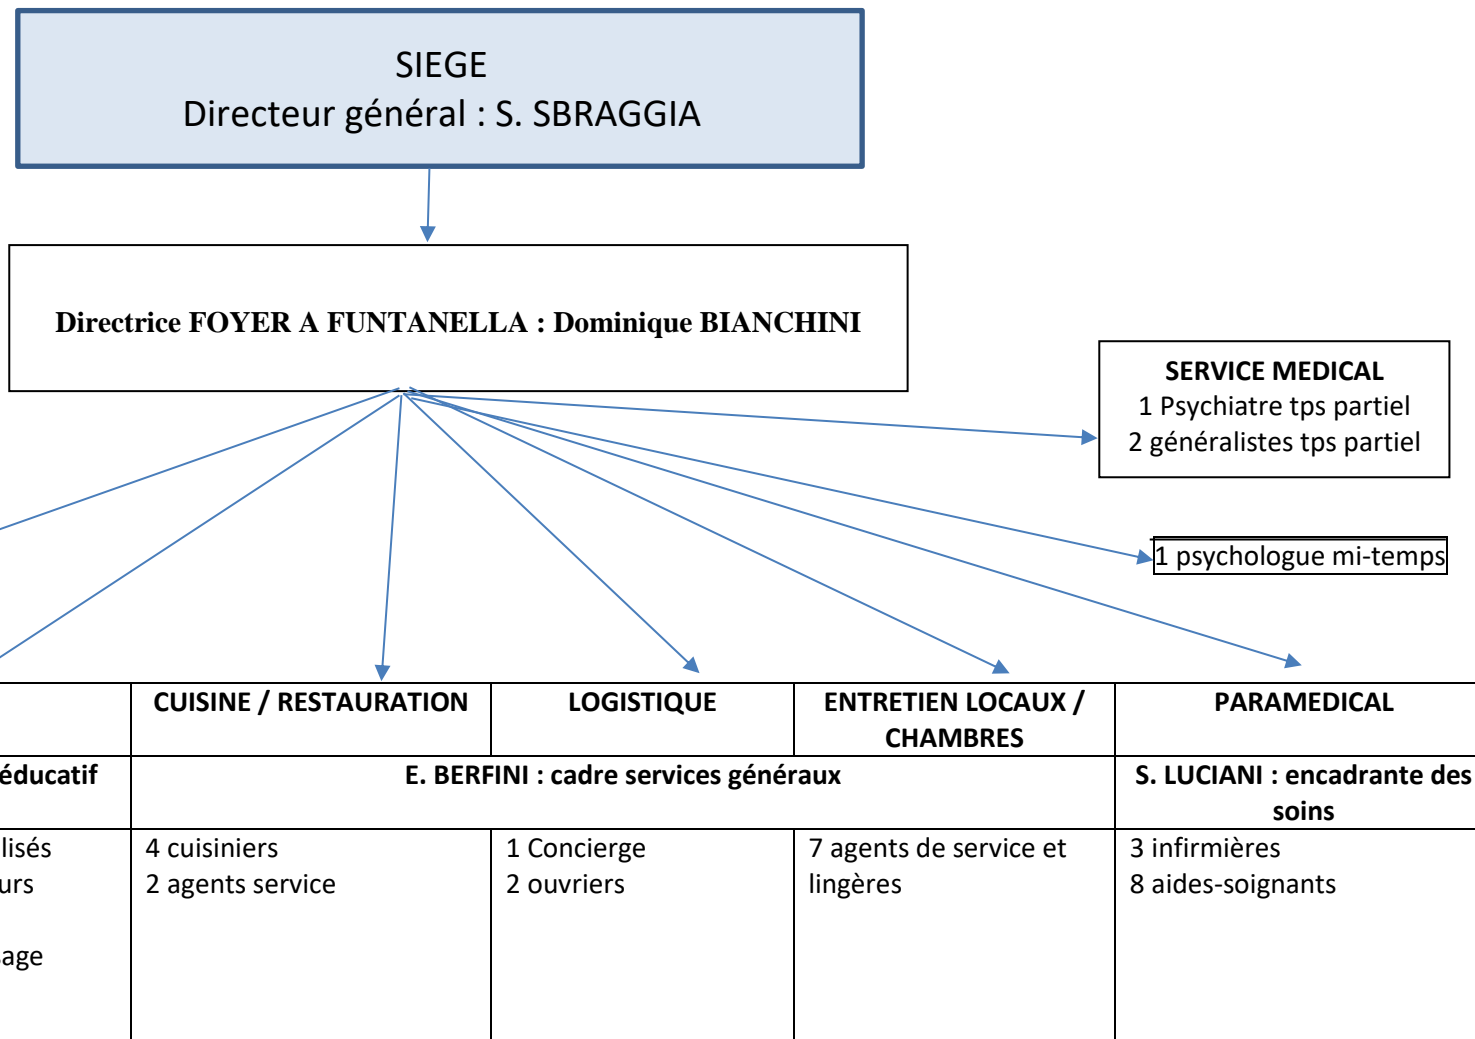 SIEGE
Directeur général : S. SBRAGGIA
Directrice FOYER A FUNTANELLA : Dominique BIANCHINI
SERVICE MEDICAL
1 Psychiatre tps partiel
2 généralistes tps partiel
1 psychologue mi-temps
CUISINE / RESTAURATION
LOGISTIQUE
ENTRETIEN LOCAUX /
CHAMBRES
PARAMEDICAL
éducatif
E. BERFINI : cadre services généraux
S. LUCIANI : encadrante des
soins
lisés
urs
sage
4 cuisiniers
2 agents service
1 Concierge
2 ouvriers
7 agents de service et
lingères
3 infirmières
8 aides-soignants